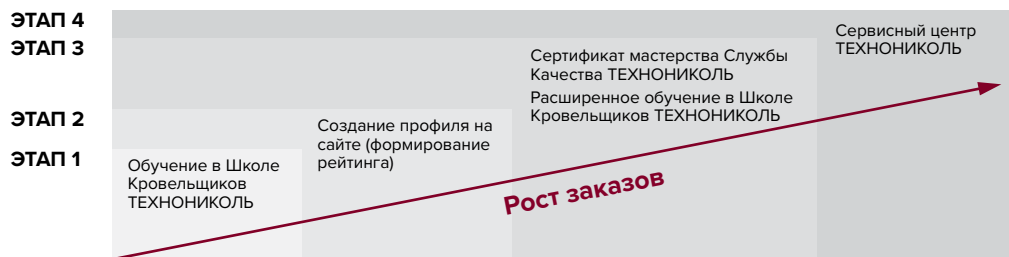 ЭТАП 4
ЭТАП 3
ЭТАП 2
ЭТАП 1
Обучение в Школе
Кровельщиков
ТЕХНОНИКОЛЬ
Создание профиля на
сайте (формирование
рейтинга)
Сертификат мастерства Службы
Качества ТЕХНОНИКОЛЬ
Расширенное обучение в Школе
Кровельщиков ТЕХНОНИКОЛЬ
Сервисный центр
ТЕХНОНИКОЛЬ
Рост заказов